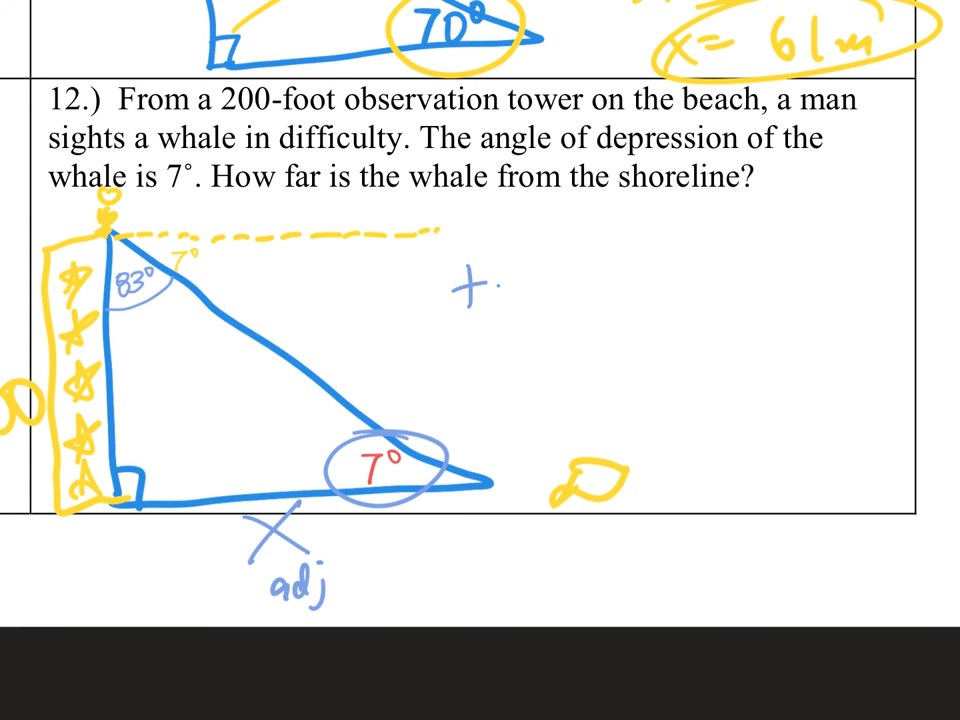 70°
x = 61m
12.) From a 200-foot observation tower on the beach, a man
sights a whale in difficulty. The angle of depression of the
whale is 7˚. How far is the whale from the shoreline?
7°
83°
7°
X
adj